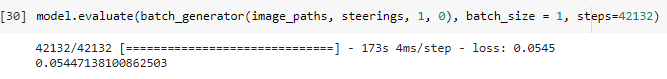 [30] model.evaluate(batch_generator(image_paths, steerings, 1, 0), batch_size = 1, steps=42132)
42132/42132 [==============================] - 173s 4ms/step - loss: 0.0545
0.05447138100862503